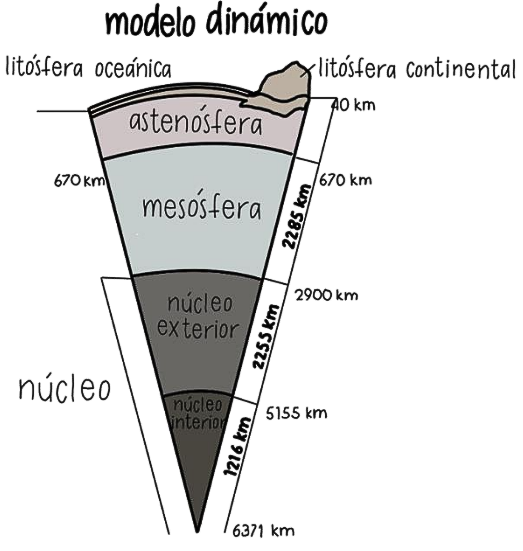 modelo dinámico
litósfera oceánica
litósfera continental
40 km
astenósfera
670 km
670 km
mesósfera
2285 km
2900 km
núcleo
exterior
2255 km
núcleo
núcleo
interior
5155 km
1216 km
6371 km